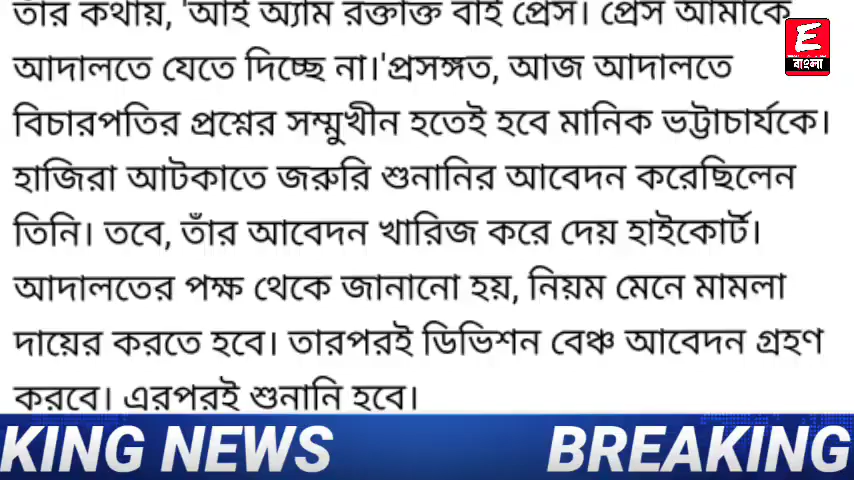 তাঁর কথায়, 'আই অ্যাম রক্তাক্ত বাই প্রেস। প্রেস আমাকে
আদালতে যেতে দিচ্ছে না।'প্রসঙ্গত, আজ আদালতে
বিচারপতির প্রশ্নের সম্মুখীন হতেই হবে মানিক ভট্টাচার্যকে।
হাজিরা আটকাতে জরুরি শুনানির আবেদন করেছিলেন
তিনি। তবে, তাঁর আবেদন খারিজ করে দেয় হাইকোর্ট।
আদালতের পক্ষ থেকে জানানো হয়, নিয়ম মেনে মামলা
দায়ের করতে হবে। তারপরই ডিভিশন বেঞ্চ আবেদন গ্রহণ
করবে। এরপরই শুনানি হবে।
E
বাংলা
KING NEWS BREAKING